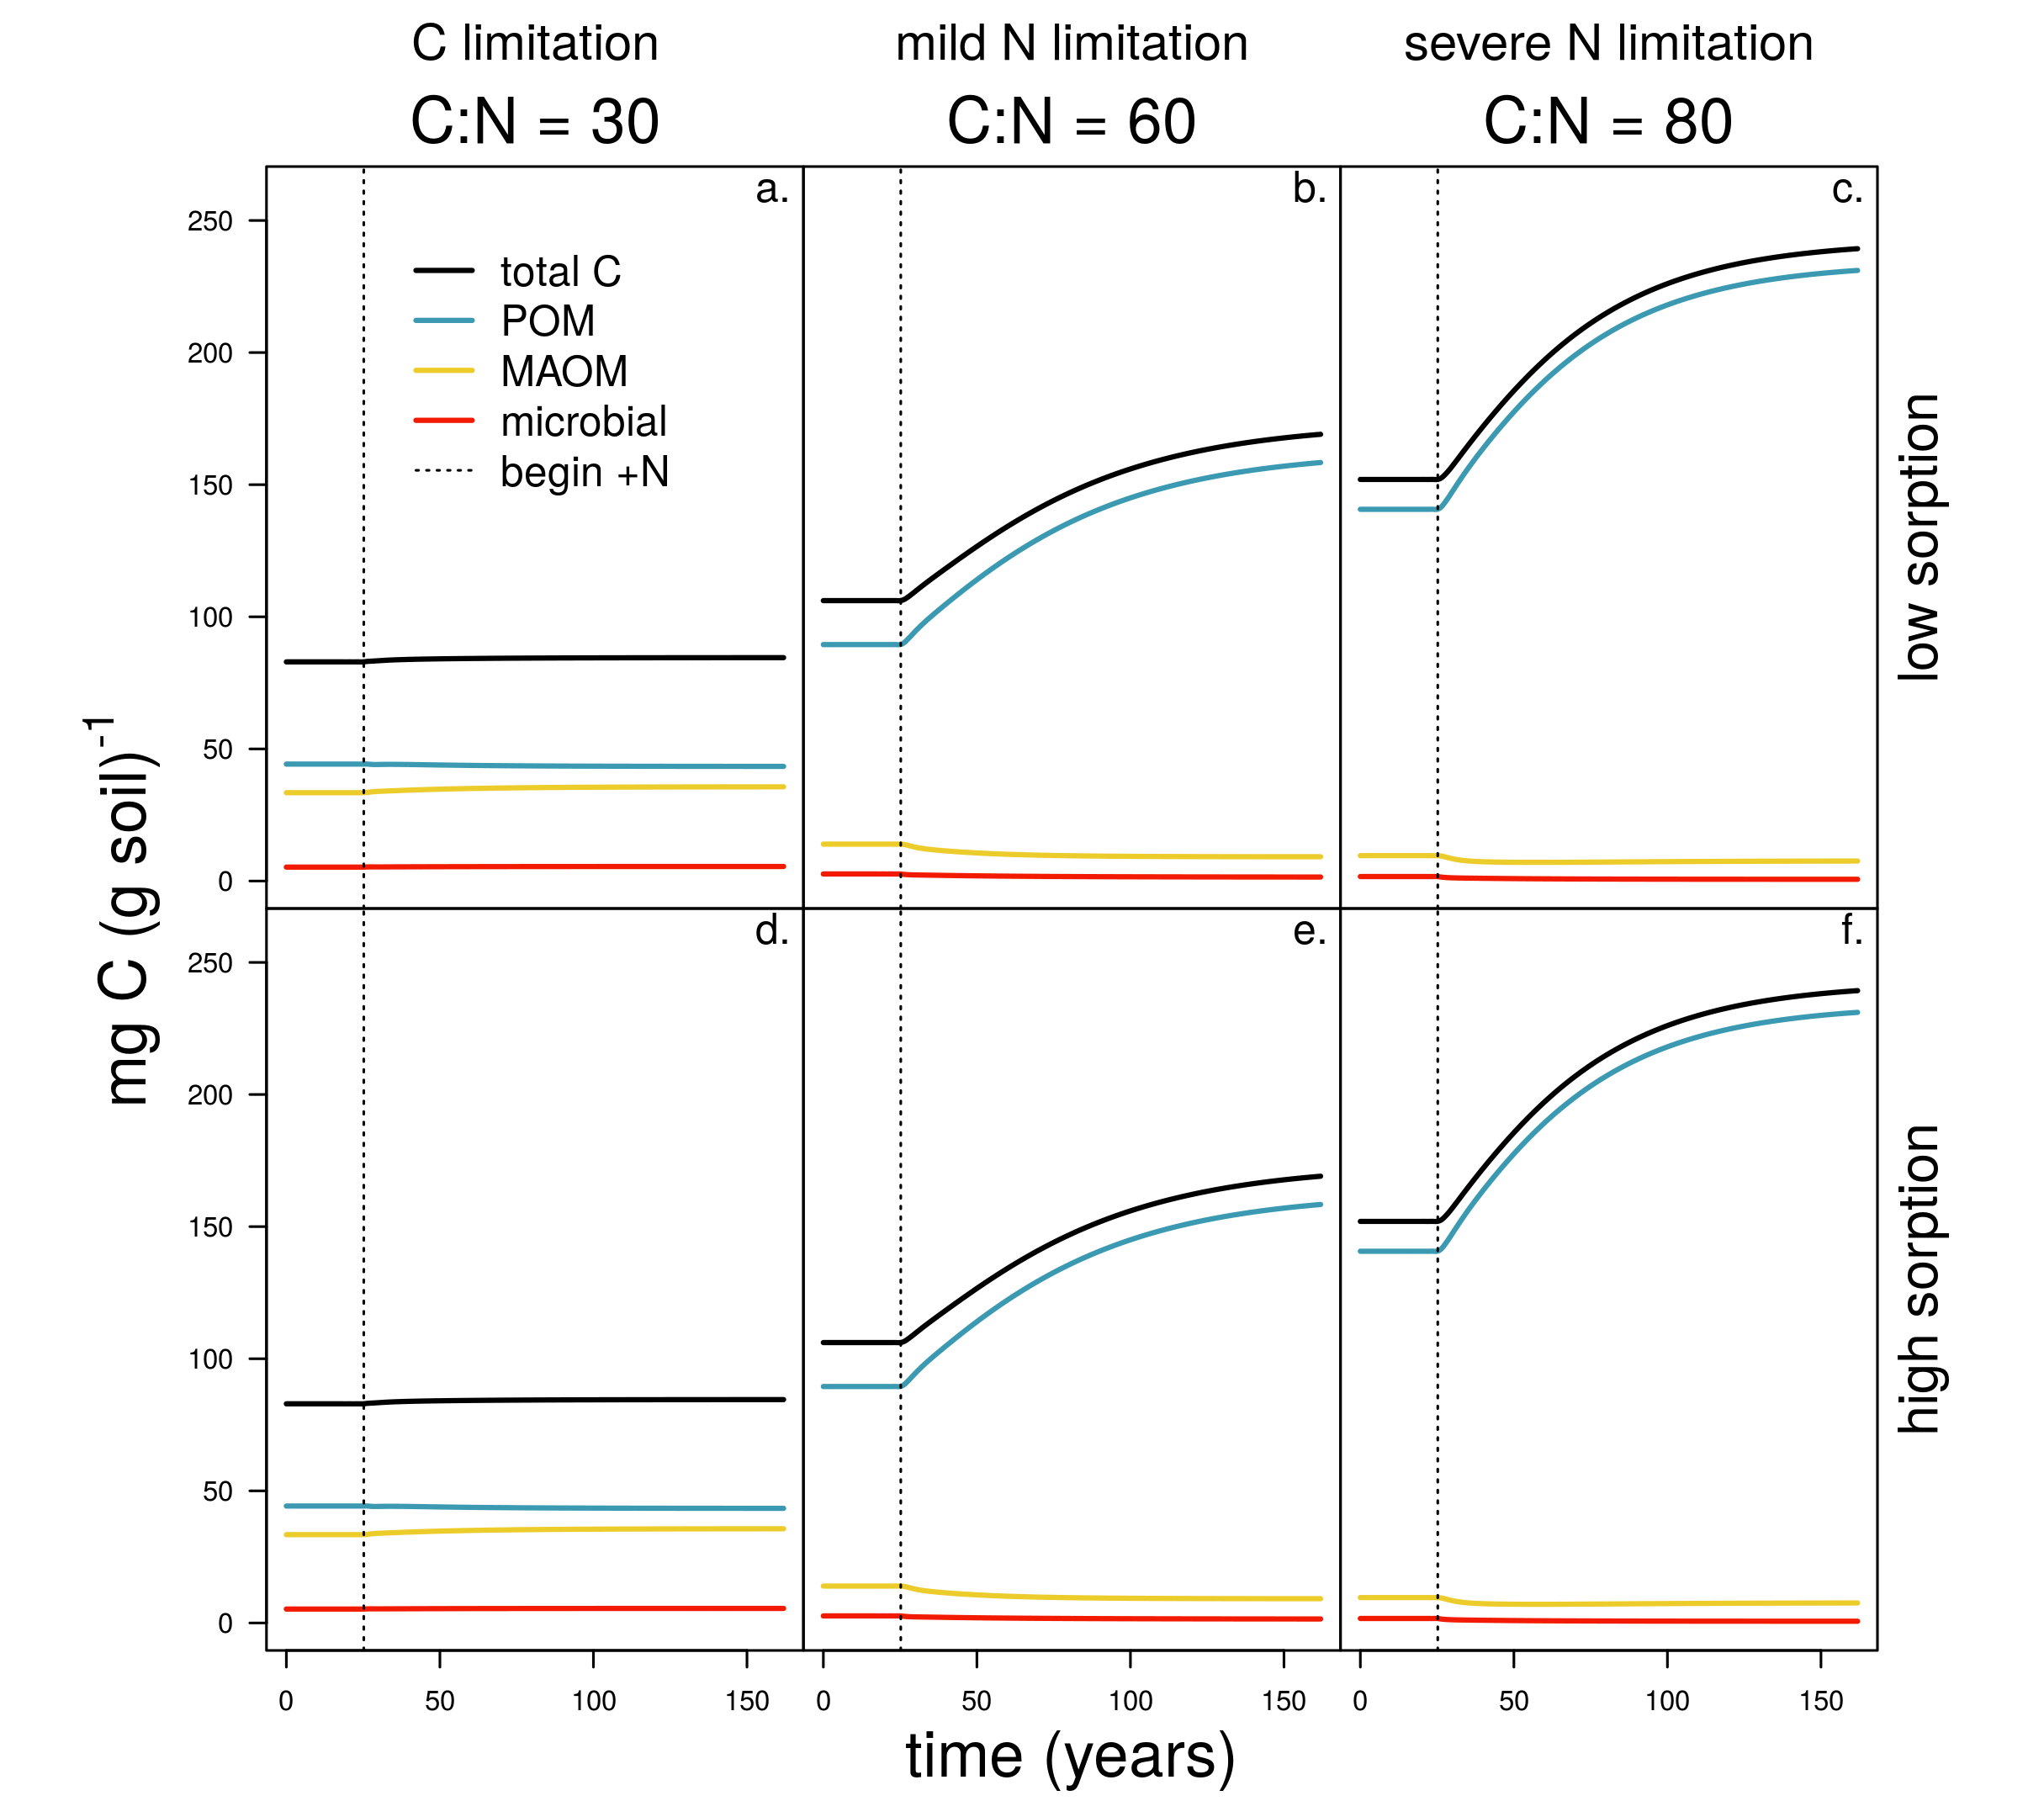 C limitation
mild N limitation
severe N limitation
C:N = 30
C:N = 60
C:N = 80
a.
b.
c.
250
200
150
100
50
0
total C
POM
MAOM
microbial
begin +N
low sorption
mg C (g soil)-1
d.
e.
f.
250
200
150
100
50
0
high sorption
0 50 100 150
0 50 100 150
0 50 100 150
time (years)